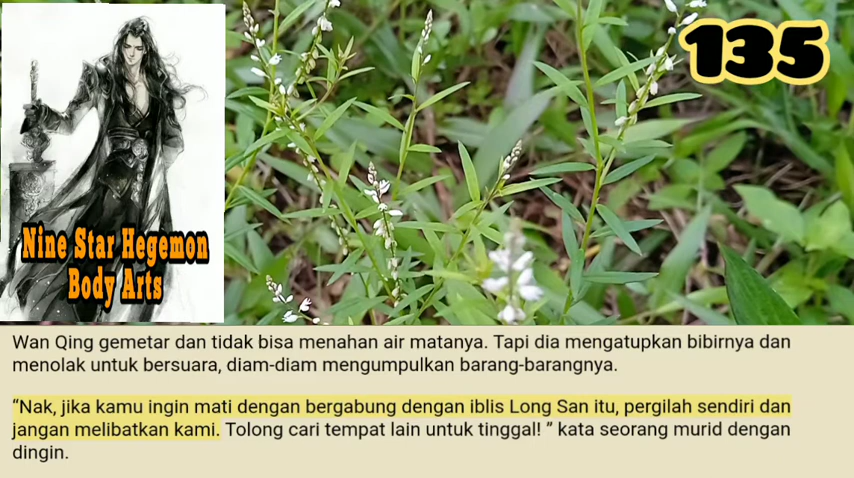 135
Nine Star Hegemon
Body Arts
Wan Qing gemetar dan tidak bisa menahan air matanya. Tapi dia mengatupkan bibirnya dan
menolak untuk bersuara, diam-diam mengumpulkan barang-barangnya.
“Nak, jika kamu ingin mati dengan bergabung dengan iblis Long San itu, pergilah sendiri dan
jangan melibatkan kami. Tolong cari tempat lain untuk tinggal! ” kata seorang murid dengan
dingin.